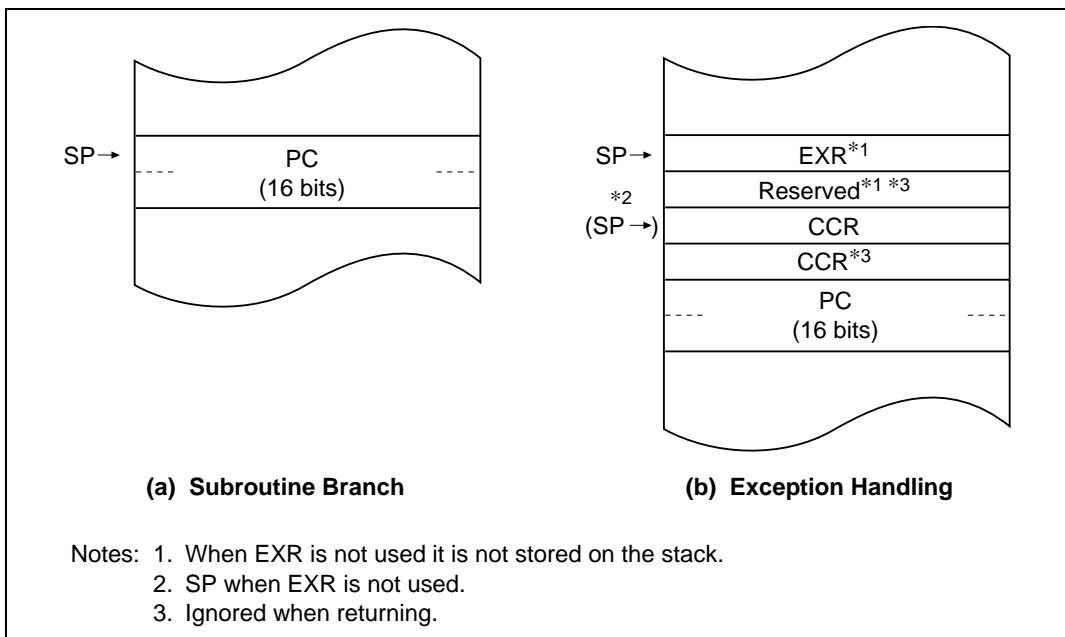 SP→
PC
(16 bits)
(a) Subroutine Branch
SP→
EXR*1
Reserved*1 *3
*2
(SP→)
CCR
CCR*3
PC
(16 bits)
(b) Exception Handling
Notes: 1. When EXR is not used it is not stored on the stack.
2. SP when EXR is not used.
3. Ignored when returning.